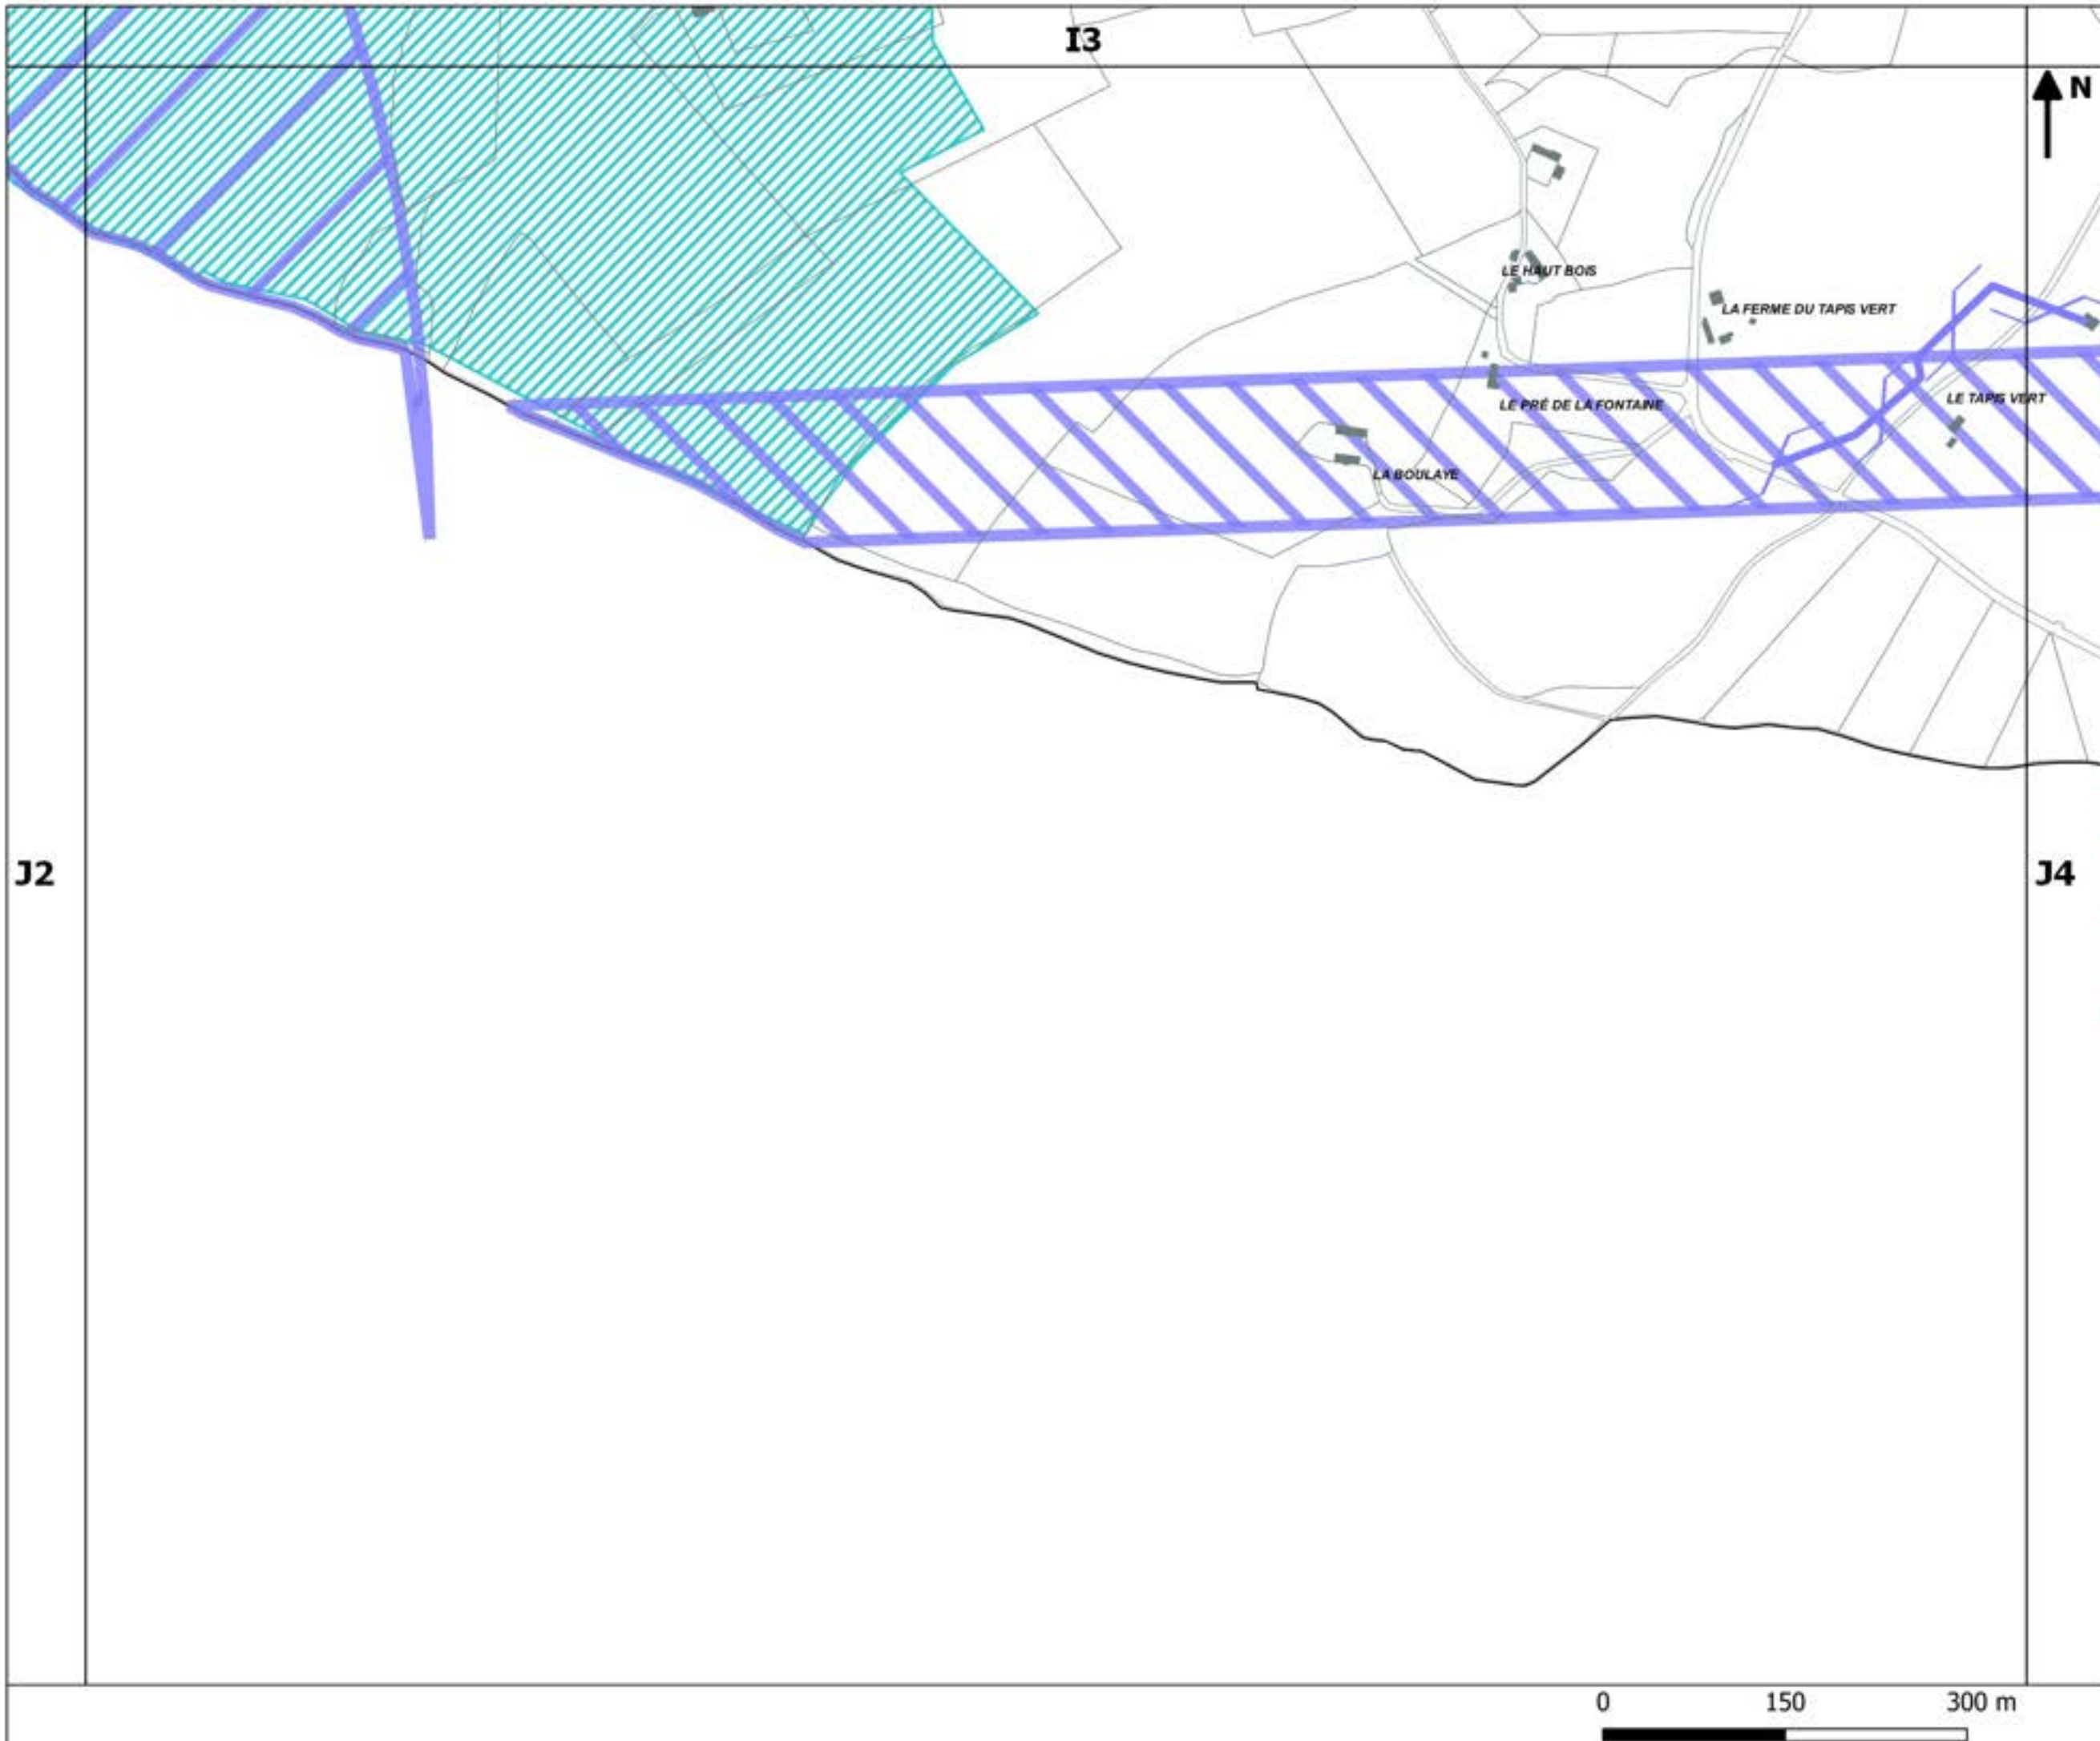 I3
N
LE HAUT BOIS
LA FERME DU TAPIS VERT
LE TAPIS VERT
LE PRÉ DE LA FONTAINE
LA BOULAYE
J2
J4
0 150 300 m